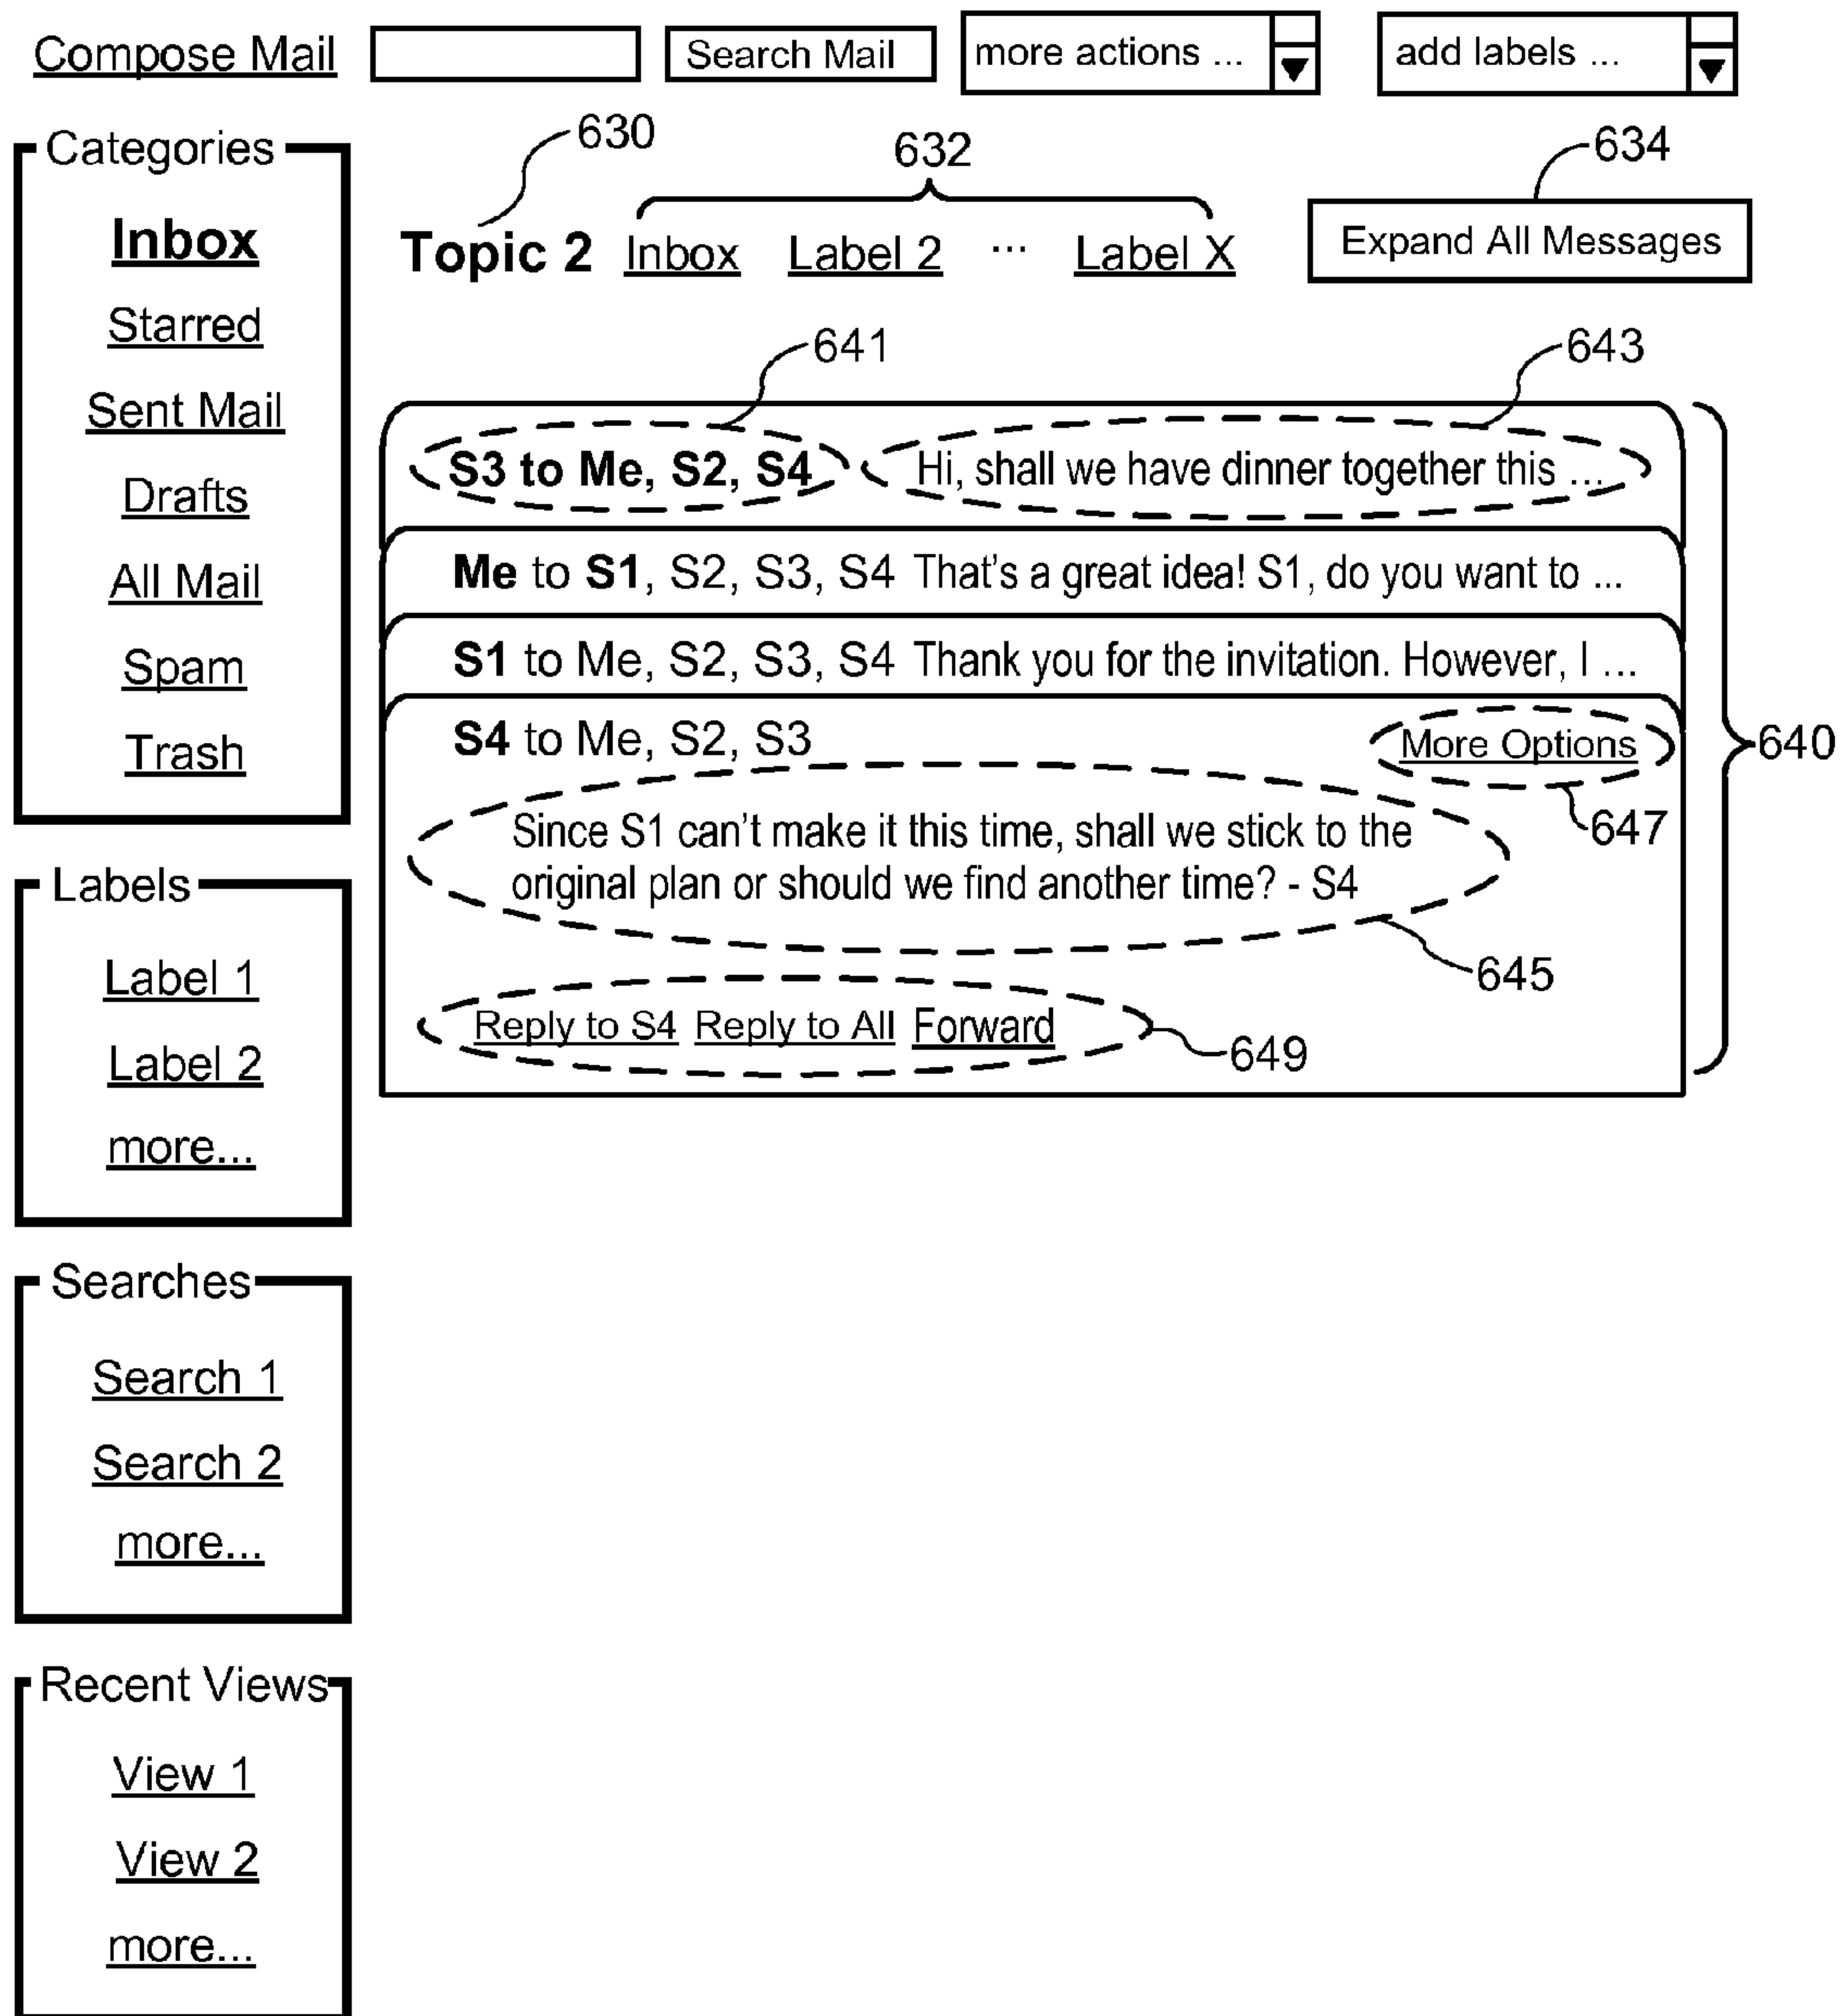 Compose Mail Search Mail more actions ... add labels ...
Categories
Inbox
Starred
Sent Mail
Drafts
All Mail
Spam
Trash
Labels
Label 1
Label 2
more...
Searches
Search 1
Search 2
more...
Recent Views
View 1
View 2
more...
630
632
634
Topic 2 Inbox Label 2 ... Label X Expand All Messages
641
643
S3 to Me, S2, S4 Hi, shall we have dinner together this ...
Me to S1, S2, S3, S4 That's a great idea! S1, do you want to ...
S1 to Me, S2, S3, S4 Thank you for the invitation. However, I ...
S4 to Me, S2, S3 More Options
640
647
Since S1 can't make it this time, shall we stick to the
original plan or should we find another time? - S4
645
Reply to S4 Reply to All Forward
649